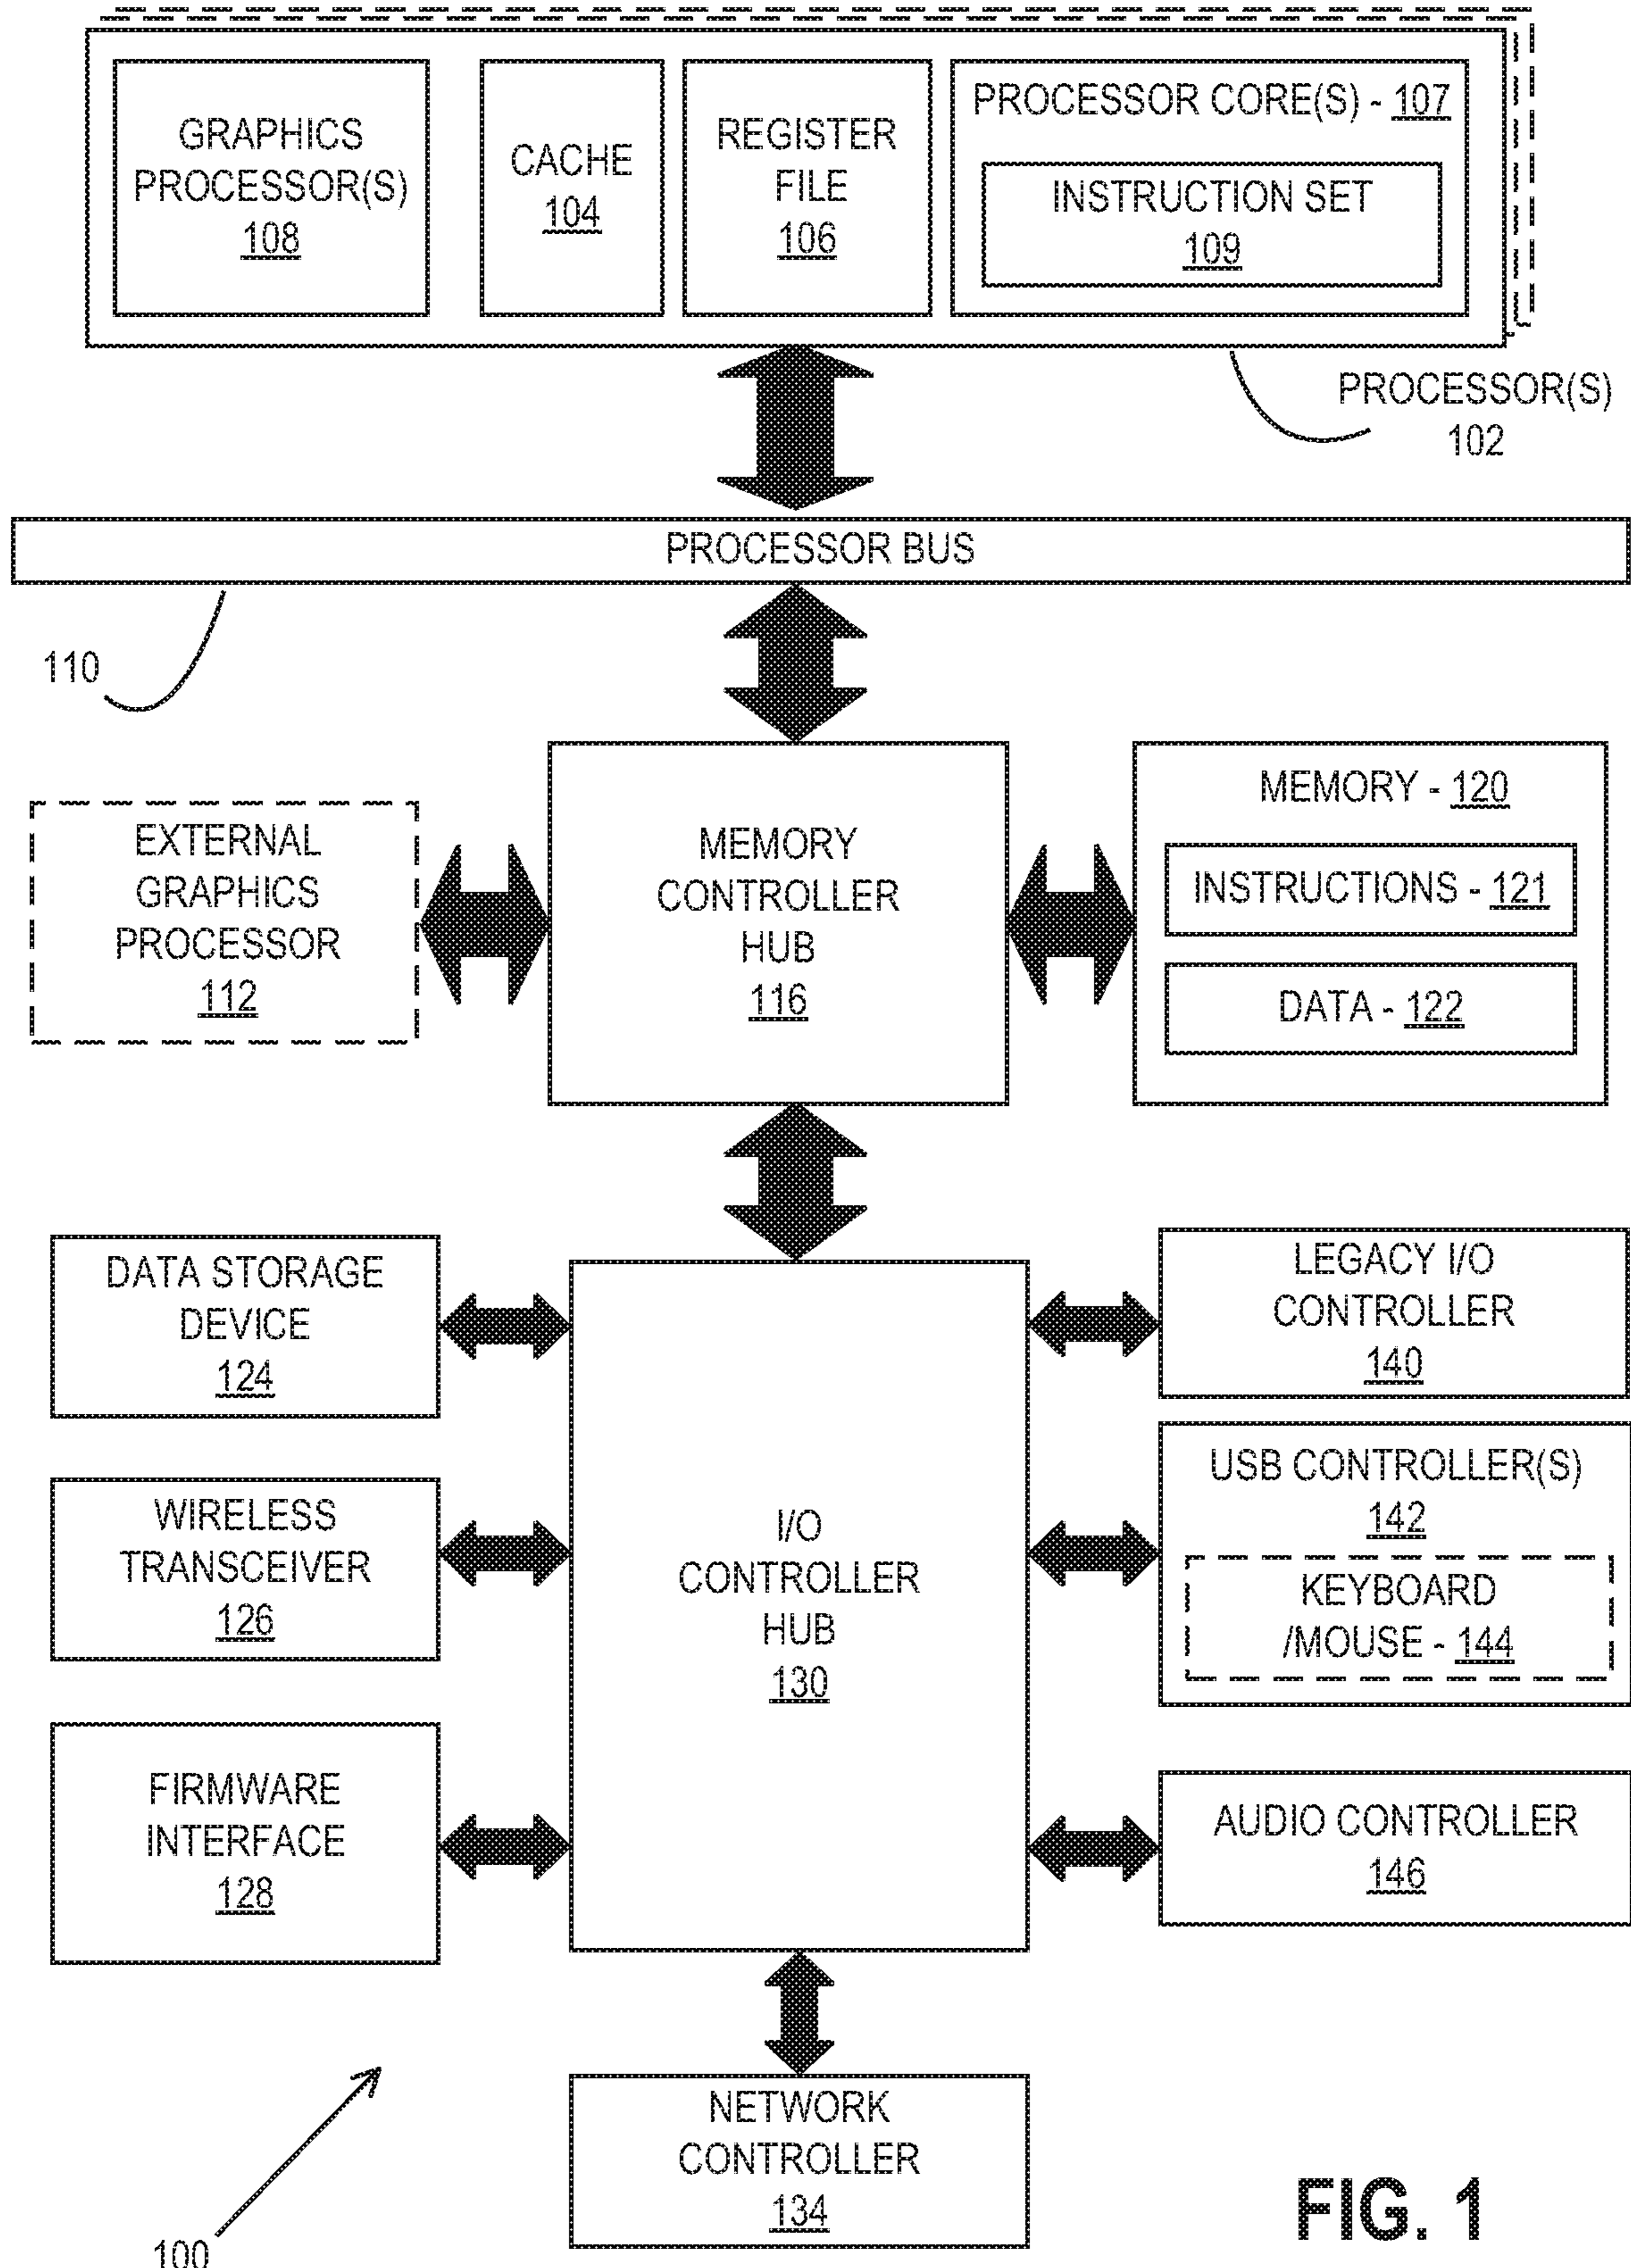 GRAPHICS
PROCESSOR(S)
108
CACHE
104
REGISTER
FILE
106
PROCESSOR CORE(S) - 107
INSTRUCTION SET
109
PROCESSOR(S)
102
PROCESSOR BUS
110
EXTERNAL
GRAPHICS
PROCESSOR
112
MEMORY
CONTROLLER
HUB
116
MEMORY - 120
INSTRUCTIONS - 121
DATA - 122
DATA STORAGE
DEVICE
124
WIRELESS
TRANSCEIVER
126
FIRMWARE
INTERFACE
128
I/O
CONTROLLER
HUB
130
LEGACY I/O
CONTROLLER
140
USB CONTROLLER(S)
142
KEYBOARD
/MOUSE - 144
AUDIO CONTROLLER
146
NETWORK
CONTROLLER
134
100
FIG. 1